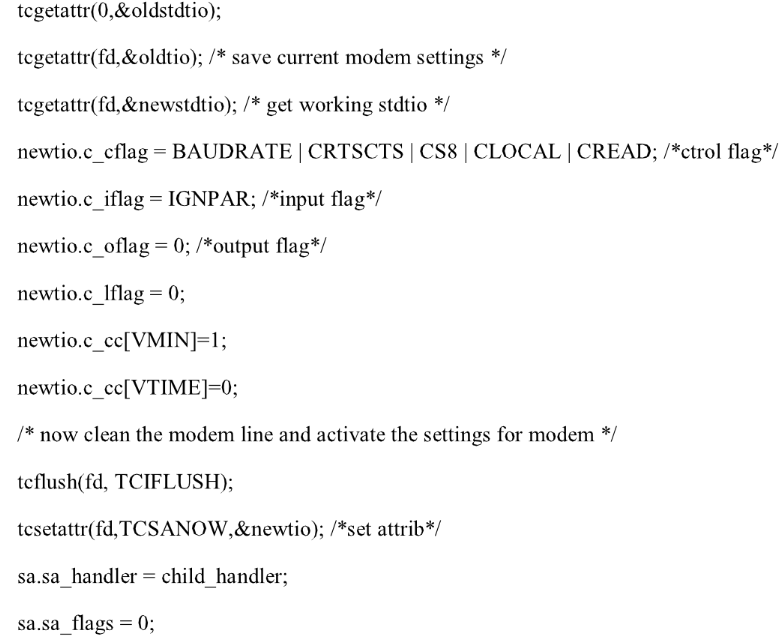 tcgetattr(0,&oldstdtio);
tcgetattr(fd,&oldtio); /* save current modem settings */
tcgetattr(fd,&newstdtio); /* get working stdtio */
newtio.c_cflag = BAUDRATE | CRTSCTS | CS8 | CLOCAL | CREAD; /*ctrol flag*/
newtio.c_iflag = IGNPAR; /*input flag*/
newtio.c_oflag = 0; /*output flag*/
newtio.c_lflag = 0;
newtio.c_cc[VMIN]=1;
newtio.c_cc[VTIME]=0;
/* now clean the modem line and activate the settings for modem */
tcflush(fd, TCIFLUSH);
tcsetattr(fd,TCSANOW,&newtio); /*set attrib*/
sa.sa_handler = child_handler;
sa.sa_flags = 0;